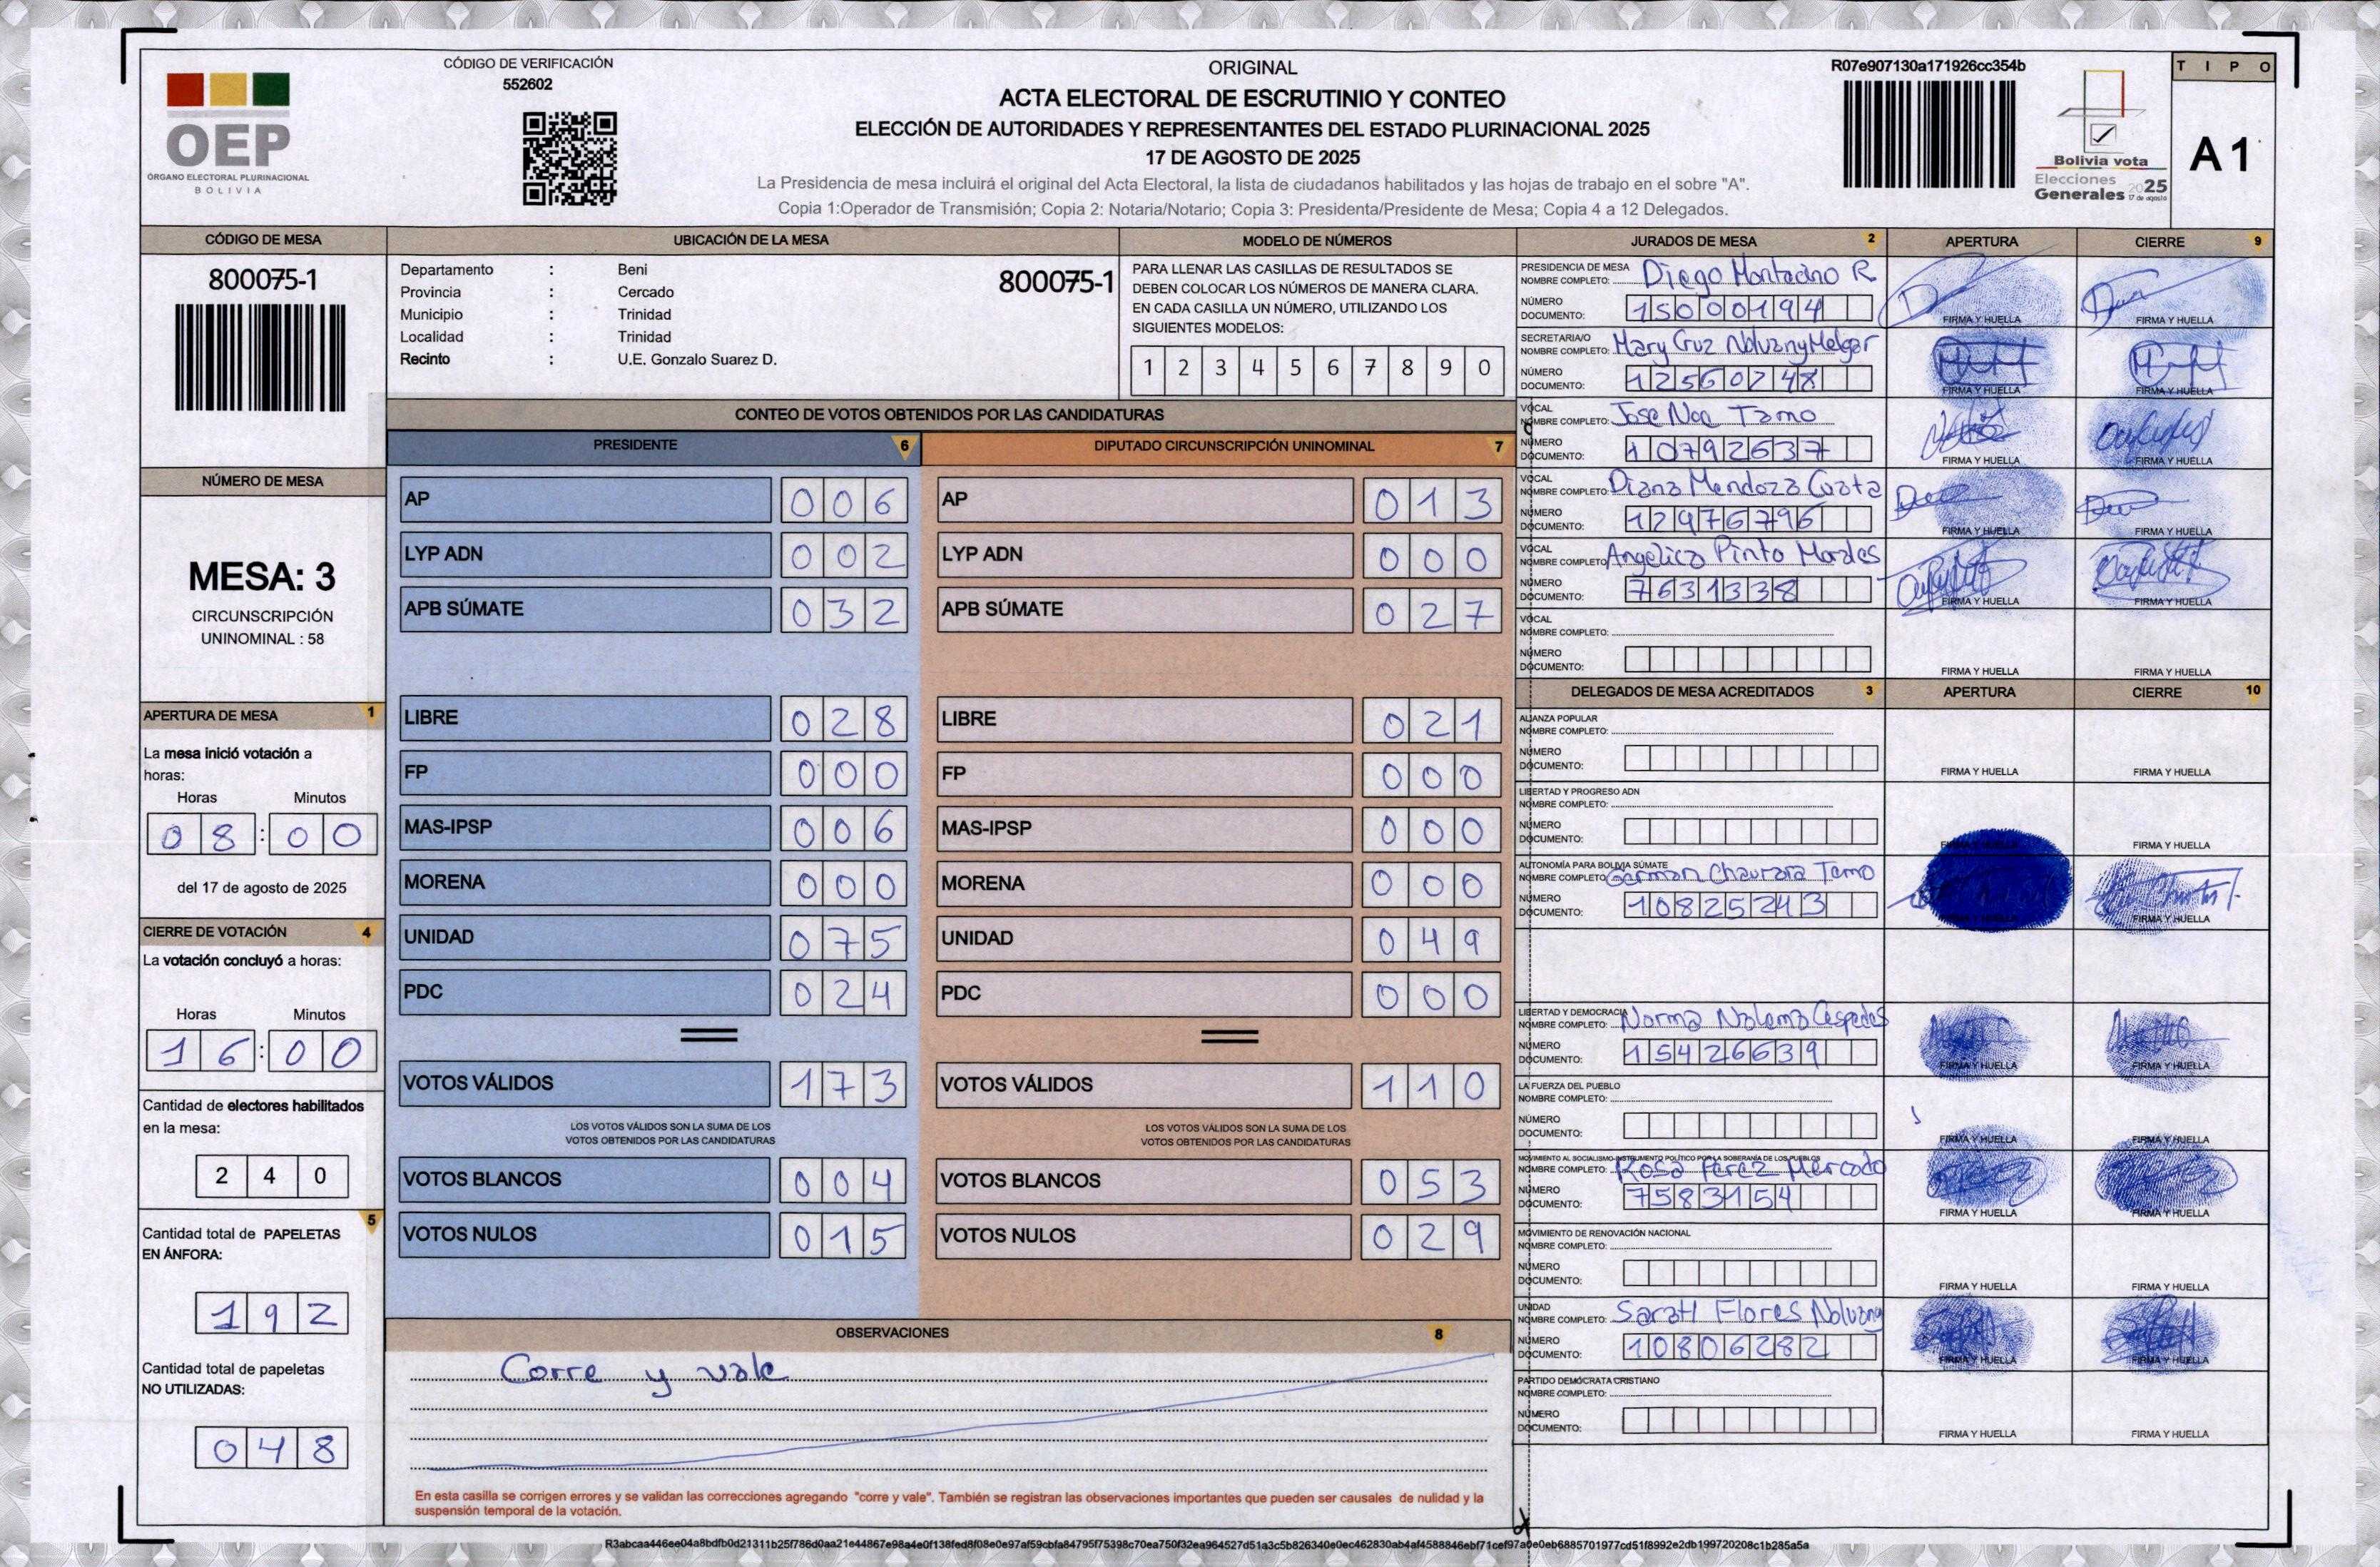 CÓDIGO DE VERIFICACIÓN
552602
OEP
ÓRGANO ELECTORAL PLURINACIONAL
BOLIVIA
ORIGINAL
ACTA ELECTORAL DE ESCRUTINIO Y CONTEO
ELECCIÓN DE AUTORIDADES Y REPRESENTANTES DEL ESTADO PLURINACIONAL 2025
17 DE AGOSTO DE 2025
La Presidencia de mesa incluirá el original del Acta Electoral, la lista de ciudadanos habilitados y las hojas de trabajo en el sobre "A".
Copia 1:Operador de Transmisión; Copia 2: Notaria/Notario; Copia 3: Presidenta/Presidente de Mesa; Copia 4 a 12 Delegados.
R07e907130a171926cc354b
Bolivia vota
Elecciones
Generales 2025
17 de agosto
TIPO
A1
CÓDIGO DE MESA
800075-1
NÚMERO DE MESA
MESA: 3
CIRCUNSCRIPCIÓN
UNINOMINAL : 58
APERTURA DE MESA 1
La mesa inició votación a
horas:
Horas Minutos
08:00
del 17 de agosto de 2025
CIERRE DE VOTACIÓN 4
La votación concluyó a horas:
Horas Minutos
16:00
Cantidad de electores habilitados
en la mesa:
240
5
Cantidad total de PAPELETAS
EN ÁNFORA:
192
Cantidad total de papeletas
NO UTILIZADAS:
048
UBICACIÓN DE LA MESA
Departamento : Beni
800075-1
Provincia : Cercado
Municipio : Trinidad
Localidad : Trinidad
Recinto : U.E. Gonzalo Suarez D.
MODELO DE NÚMEROS
PARA LLENAR LAS CASILLAS DE RESULTADOS SE
DEBEN COLOCAR LOS NÚMEROS DE MANERA CLARA.
EN CADA CASILLA UN NÚMERO, UTILIZANDO LOS
SIGUIENTES MODELOS:
1 2 3 4 5 6 7 8 9 0
CONTEO DE VOTOS OBTENIDOS POR LAS CANDIDATURAS
PRESIDENTE 6
AP 006
LYP ADN 002
APB SÚMATE 032
LIBRE 028
FP 000
MAS-IPSP 006
MORENA 000
UNIDAD 075
PDC 024
VOTOS VÁLIDOS 173
LOS VOTOS VÁLIDOS SON LA SUMA DE LOS
VOTOS OBTENIDOS POR LAS CANDIDATURAS
VOTOS BLANCOS 004
VOTOS NULOS 015
DIPUTADO CIRCUNSCRIPCIÓN UNINOMINAL 7
AP 013
LYP ADN 000
APB SÚMATE 027
LIBRE 021
FP 000
MAS-IPSP 000
MORENA 000
UNIDAD 049
PDC 000
VOTOS VÁLIDOS 110
LOS VOTOS VÁLIDOS SON LA SUMA DE LOS
VOTOS OBTENIDOS POR LAS CANDIDATURAS
VOTOS BLANCOS 053
VOTOS NULOS 029
OBSERVACIONES 8
Corre y vale
En esta casilla se corrigen errores y se validan las correcciones agregando "corre y vale". También se registran las observaciones importantes que pueden ser causales de nulidad y la
suspensión temporal de la votación.
JURADOS DE MESA 2 APERTURA CIERRE 9
PRESIDENCIA DE MESA
NOMBRE COMPLETO: Diego R
NÚMERO
DOCUMENTO: 15000194
FIRMA Y HUELLA FIRMA Y HUELLA
SECRETARIA/O
NOMBRE COMPLETO: Mary Cruz Melgar
NÚMERO
DOCUMENTO: 12560748
FIRMA Y HUELLA FIRMA Y HUELLA
VOCAL
NOMBRE COMPLETO: Jose Noe Tamo
NÚMERO
DOCUMENTO: 10792637
FIRMA Y HUELLA FIRMA Y HUELLA
VOCAL
NOMBRE COMPLETO: Diana Mendoza
NÚMERO
DOCUMENTO: 12976796
FIRMA Y HUELLA FIRMA Y HUELLA
VOCAL
NOMBRE COMPLETO: Angelica Pinto Morales
NÚMERO
DOCUMENTO: 7631338
FIRMA Y HUELLA FIRMA Y HUELLA
VOCAL
NOMBRE COMPLETO:
NÚMERO
DOCUMENTO:
FIRMA Y HUELLA FIRMA Y HUELLA
DELEGADOS DE MESA ACREDITADOS 3 APERTURA CIERRE 10
ALIANZA POPULAR
NOMBRE COMPLETO:
NÚMERO
DOCUMENTO:
FIRMA Y HUELLA FIRMA Y HUELLA
LIBERTAD Y PROGRESO ADN
NOMBRE COMPLETO:
NÚMERO
DOCUMENTO:
FIRMA Y HUELLA FIRMA Y HUELLA
AUTONOMÍA PARA BOLIVIA SÚMATE
NOMBRE COMPLETO: German Tamo
NÚMERO
DOCUMENTO: 10825243
FIRMA Y HUELLA FIRMA Y HUELLA
LIBERTAD Y DEMOCRACIA
NOMBRE COMPLETO: Norma Cespedes
NÚMERO
DOCUMENTO: 15426639
FIRMA Y HUELLA FIRMA Y HUELLA
LA FUERZA DEL PUEBLO
NOMBRE COMPLETO:
NÚMERO
DOCUMENTO:
FIRMA Y HUELLA FIRMA Y HUELLA
MOVIMIENTO AL SOCIALISMO-INSTRUMENTO POLÍTICO POR LA SOBERANÍA DE LOS PUEBLOS
NOMBRE COMPLETO: Rosa Perez Mercado
NÚMERO
DOCUMENTO: 7583154
FIRMA Y HUELLA FIRMA Y HUELLA
MOVIMIENTO DE RENOVACIÓN NACIONAL
NOMBRE COMPLETO:
NÚMERO
DOCUMENTO:
FIRMA Y HUELLA FIRMA Y HUELLA
UNIDAD
NOMBRE COMPLETO: SaraH Flores
NÚMERO
DOCUMENTO: 10806282
FIRMA Y HUELLA FIRMA Y HUELLA
PARTIDO DEMÓCRATA CRISTIANO
NOMBRE COMPLETO:
NÚMERO
DOCUMENTO:
FIRMA Y HUELLA FIRMA Y HUELLA